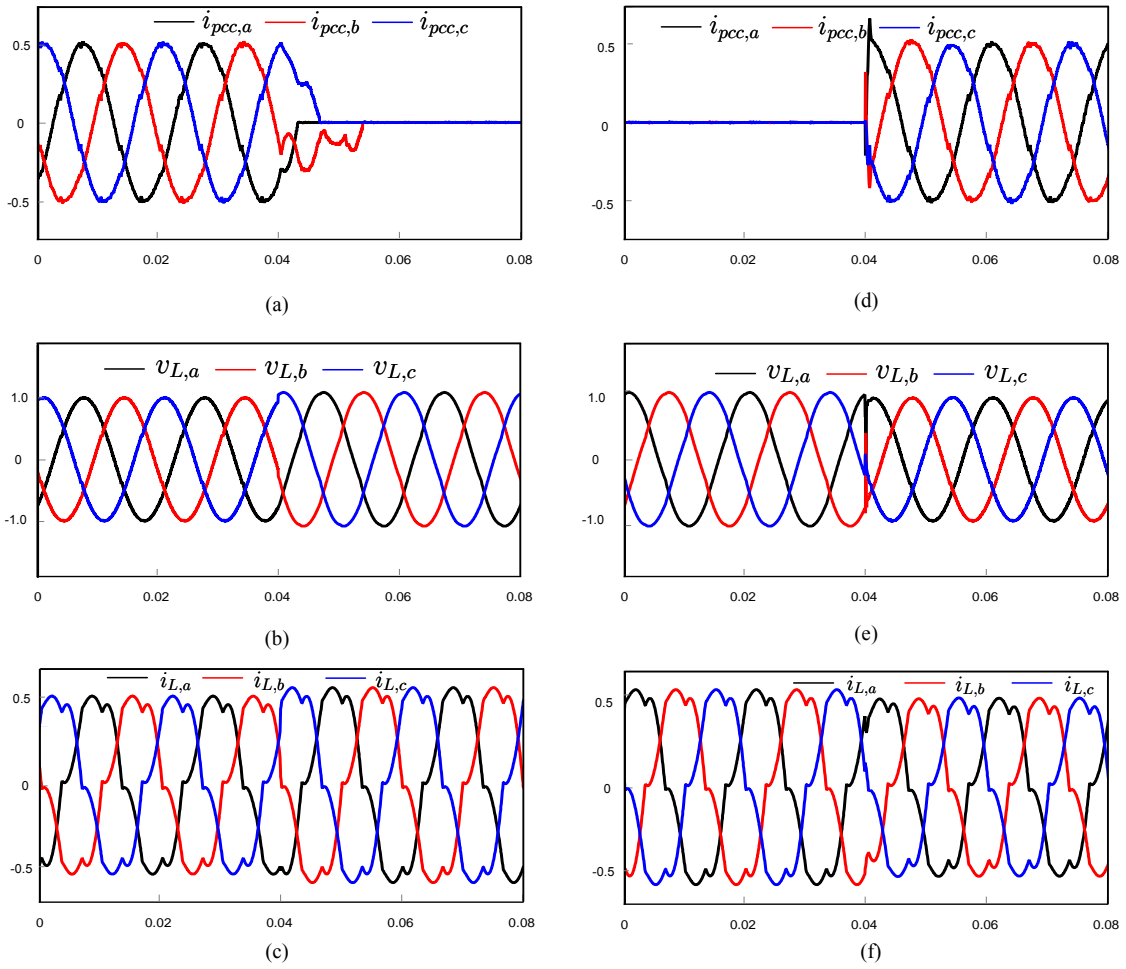 i_{pcc,a} i_{pcc,b} i_{pcc,c}
0.5
0
-0.5
0 0.02 0.04 0.06 0.08
(a)
i_{pcc,a} i_{pcc,b} i_{pcc,c}
0.5
0
-0.5
0 0.02 0.04 0.06 0.08
(d)
v_{L,a} v_{L,b} v_{L,c}
1.0
0
-1.0
0 0.02 0.04 0.06 0.08
(b)
v_{L,a} v_{L,b} v_{L,c}
1.0
0
-1.0
0 0.02 0.04 0.06 0.08
(e)
i_{L,a} i_{L,b} i_{L,c}
0.5
0
-0.5
0 0.02 0.04 0.06 0.08
(c)
i_{L,a} i_{L,b} i_{L,c}
0.5
0
-0.5
0 0.02 0.04 0.06 0.08
(f)